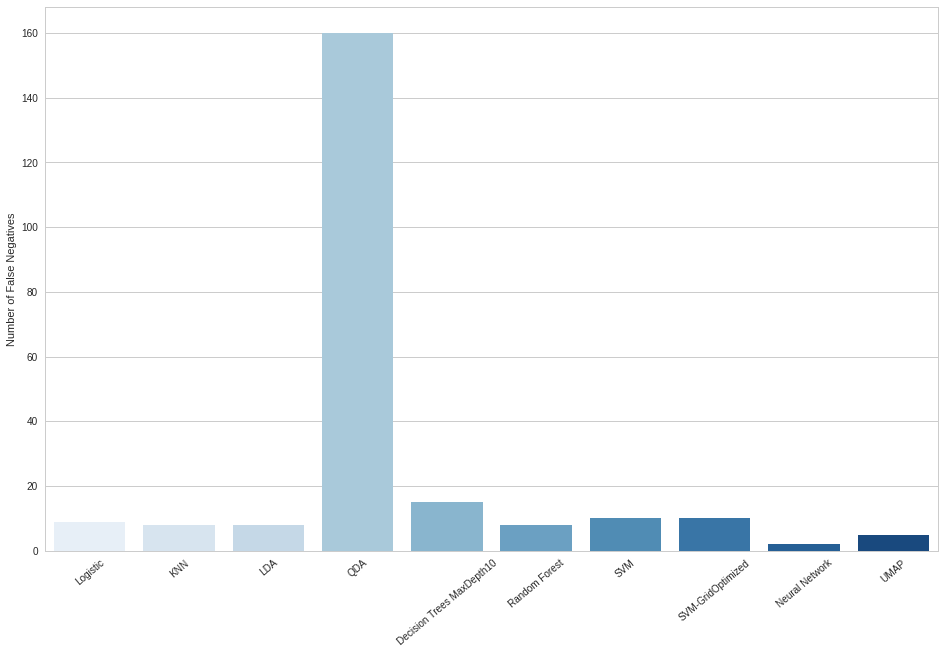 Number of False Negatives
160
140
120
100
80
60
40
20
0
Logistic
KNN
LDA
QDA
Decision Trees MaxDepth10
Random Forest
SVM
SVM-GridOptimized
Neural Network
UMAP